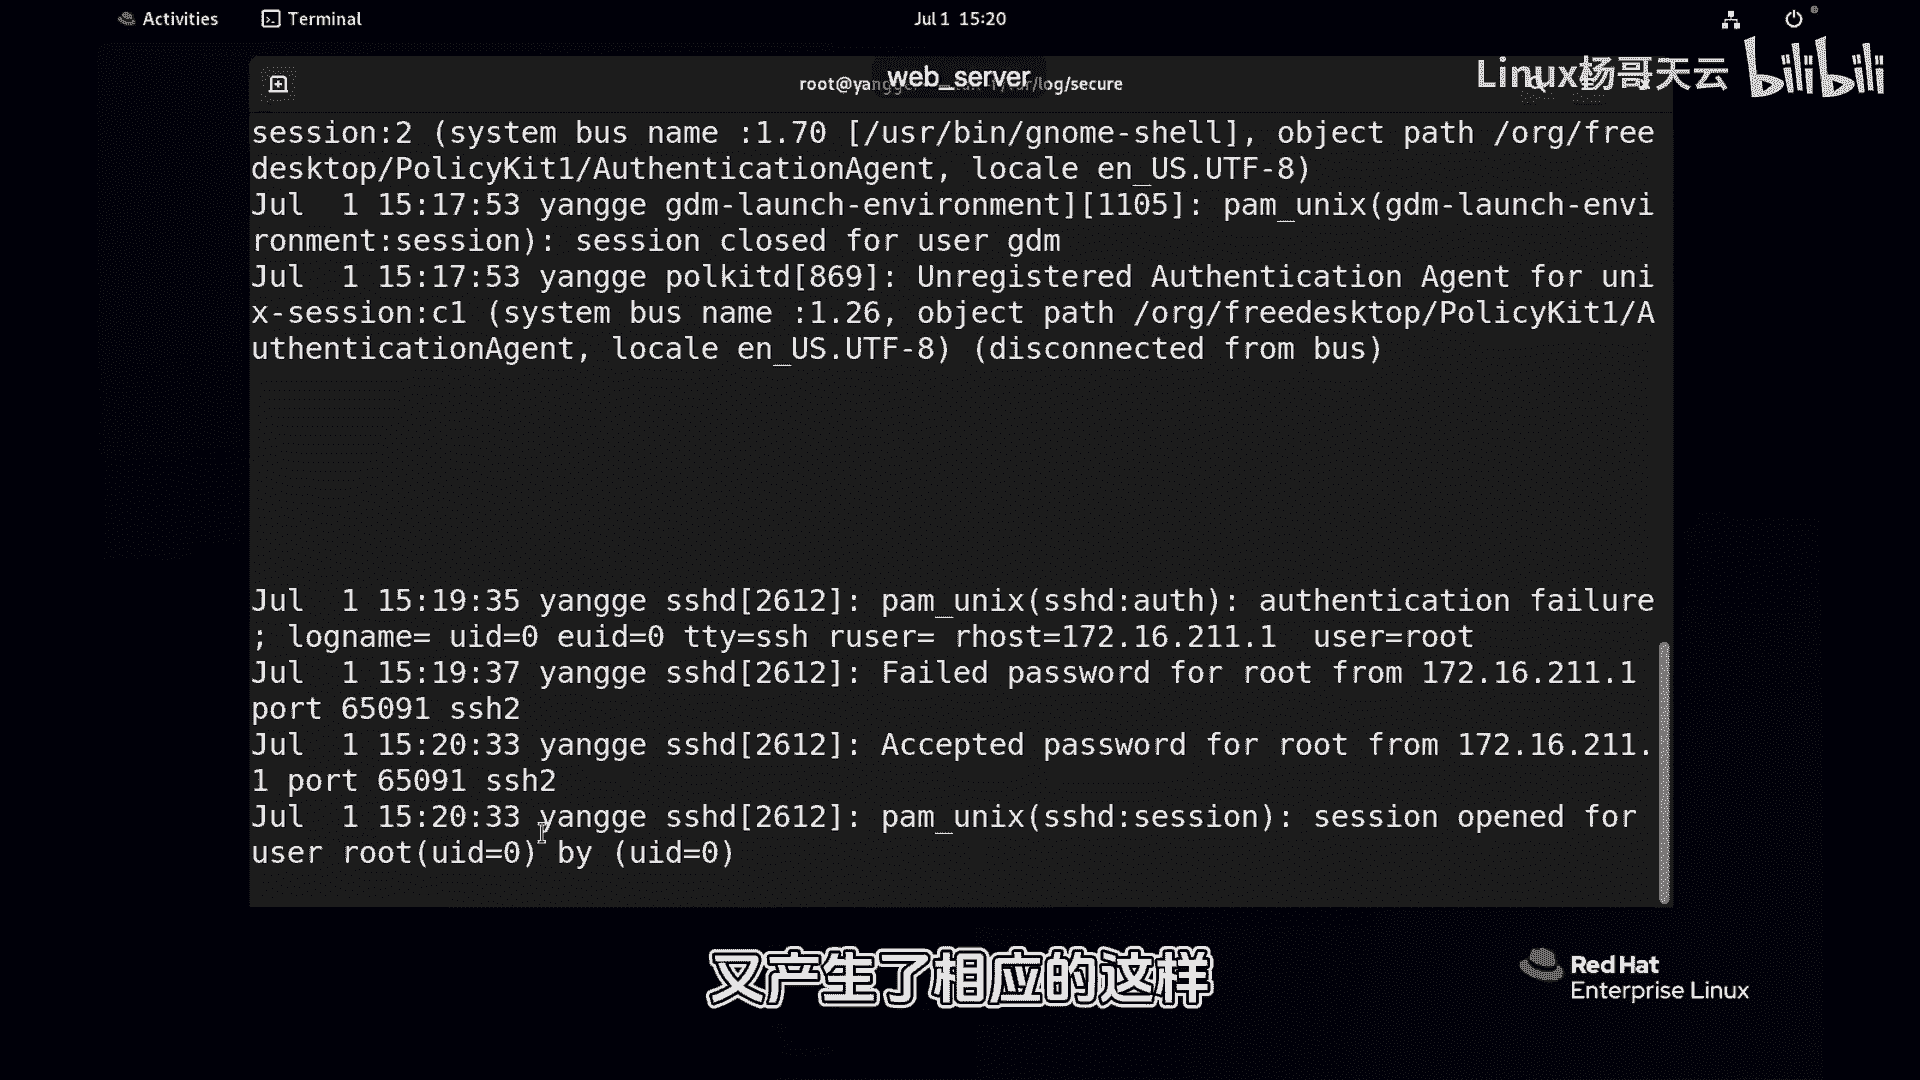 Activities
Terminal
Jul 1 15:20
Linux杨哥天云 bilibili
root@ya
web_server
log/secure
session:2 (system bus name :1.70 [/usr/bin/gnome-shell], object path /org/free
desktop/PolicyKit1/AuthenticationAgent, locale en_US.UTF-8)
Jul  1 15:17:53 yangge gdm-launch-environment][1105]: pam_unix(gdm-launch-envi
ronment:session): session closed for user gdm
Jul  1 15:17:53 yangge polkitd[869]: Unregistered Authentication Agent for uni
x-session:c1 (system bus name :1.26, object path /org/freedesktop/PolicyKit1/A
uthenticationAgent, locale en_US.UTF-8) (disconnected from bus)
Jul  1 15:19:35 yangge sshd[2612]: pam_unix(sshd:auth): authentication failure
; logname= uid=0 euid=0 tty=ssh ruser= rhost=172.16.211.1  user=root
Jul  1 15:19:37 yangge sshd[2612]: Failed password for root from 172.16.211.1
port 65091 ssh2
Jul  1 15:20:33 yangge sshd[2612]: Accepted password for root from 172.16.211.
1 port 65091 ssh2
Jul  1 15:20:33 yangge sshd[2612]: pam_unix(sshd:session): session opened for
user root(uid=0) by (uid=0)
又产生了相应的这样
Red Hat
Enterprise Linux